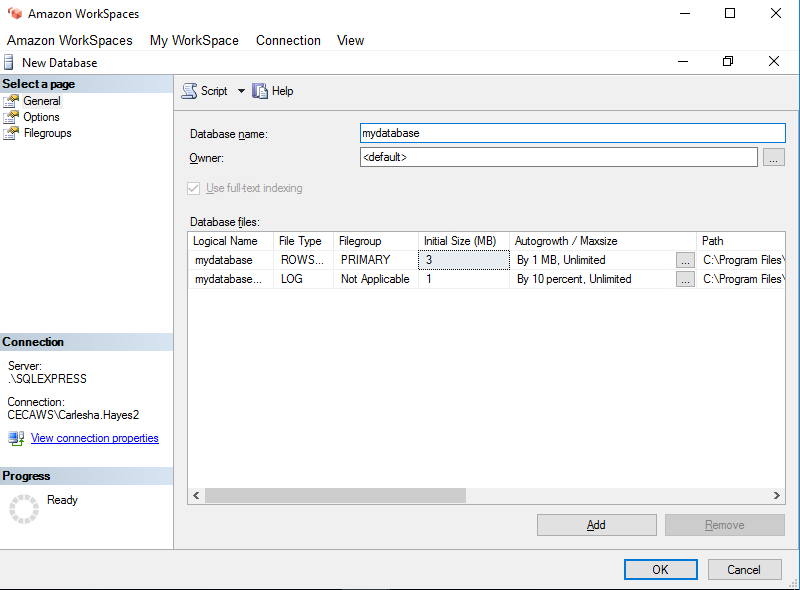 Amazon WorkSpaces
Amazon WorkSpaces My WorkSpace Connection View
New Database
Select a page
General
Options
Filegroups
Script Help
Database name: mydatabase
Owner: <default> ...
Use full-text indexing
Database files:
Logical Name File Type Filegroup Initial Size (MB) Autogrowth / Maxsize Path
mydatabase ROWS... PRIMARY 3 By 1 MB, Unlimited ... C:\Program Files\
mydatabase... LOG Not Applicable 1 By 10 percent, Unlimited ... C:\Program Files\
Connection
Server:
.\SQLEXPRESS
Connection:
CECAWS\Carlesha.Hayes2
View connection properties
Progress
Ready
Add Remove
OK Cancel